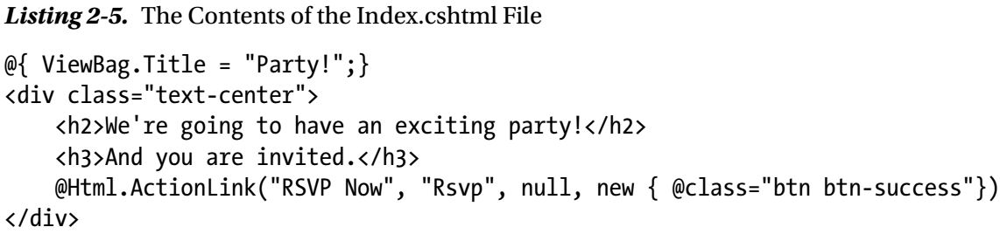 Listing 2-5. The Contents of the Index.cshtml File
@{ ViewBag.Title = "Party!";}
<div class="text-center">
    <h2>We're going to have an exciting party!</h2>
    <h3>And you are invited.</h3>
    @Html.ActionLink("RSVP Now", "Rsvp", null, new { @class="btn btn-success"})
</div>